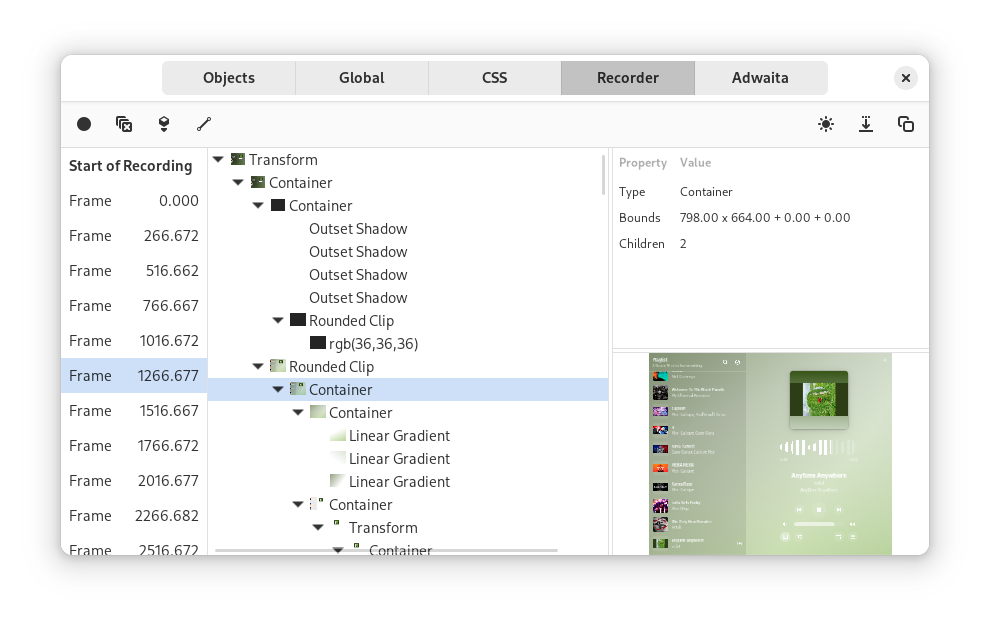 Objects
Global
CSS
Recorder
Adwaita
Start of Recording
Frame 0.000
Frame 266.672
Frame 516.662
Frame 766.667
Frame 1016.672
Frame 1266.677
Frame 1516.667
Frame 1766.672
Frame 2016.677
Frame 2266.682
Frame 2516.672
Transform
Container
Container
Outset Shadow
Outset Shadow
Outset Shadow
Outset Shadow
Rounded Clip
rgb(36,36,36)
Rounded Clip
Container
Container
Linear Gradient
Linear Gradient
Linear Gradient
Container
Transform
Container
Property Value
Type Container
Bounds 798.00 x 664.00 + 0.00 + 0.00
Children 2
Playlist
Anytime Anywhere